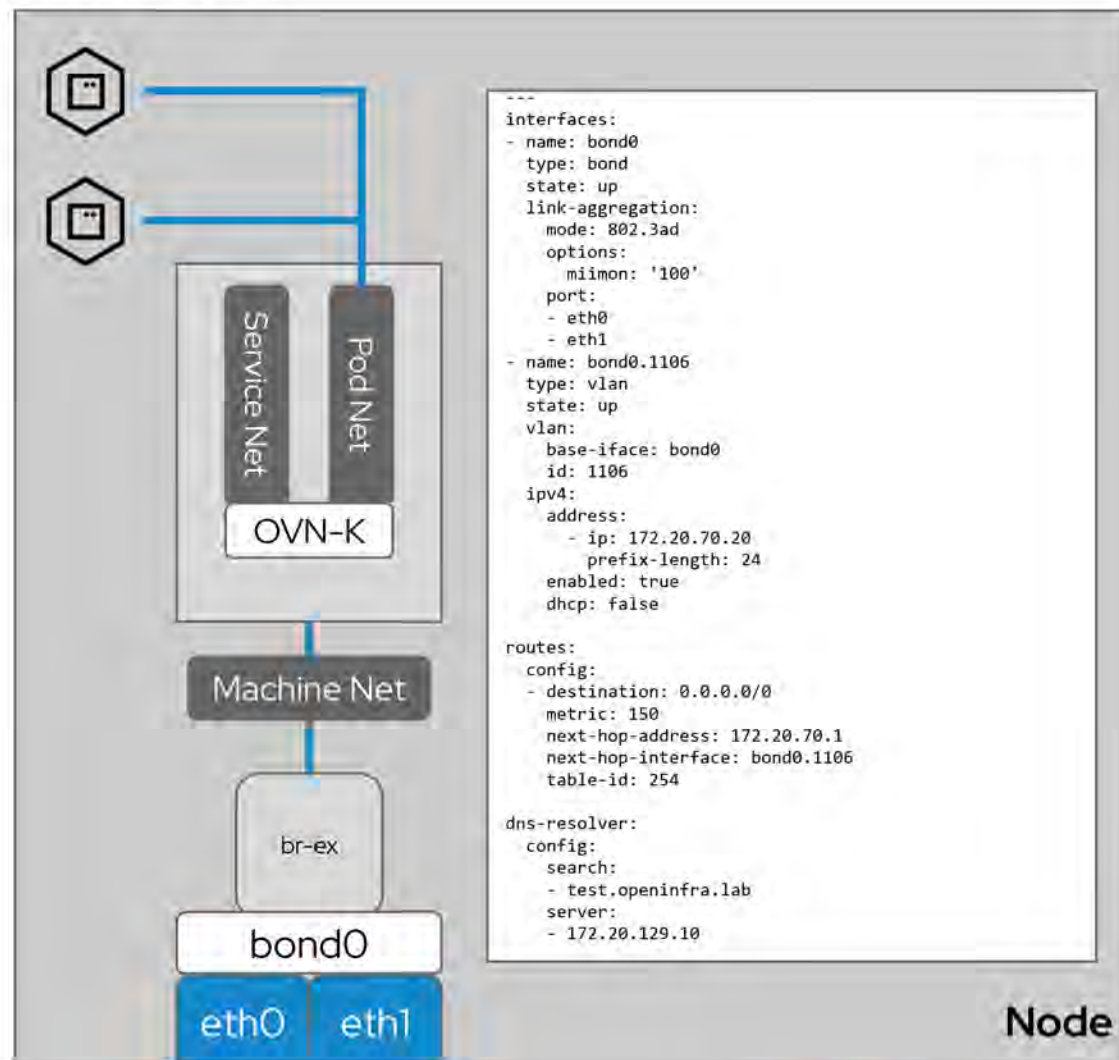 ---
interfaces:
- name: bond0
  type: bond
  state: up
  link-aggregation:
    mode: 802.3ad
    options:
      miimon: '100'
    port:
    - eth0
    - eth1
- name: bond0.1106
  type: vlan
  state: up
  vlan:
    base-iface: bond0
    id: 1106
  ipv4:
    address:
      - ip: 172.20.70.20
        prefix-length: 24
    enabled: true
    dhcp: false

routes:
  config:
  - destination: 0.0.0.0/0
    metric: 150
    next-hop-address: 172.20.70.1
    next-hop-interface: bond0.1106
    table-id: 254

dns-resolver:
  config:
    search:
    - test.openinfra.lab
    server:
    - 172.20.129.10
Service Net
Pod Net
OVN-K
Machine Net
br-ex
bond0
eth0
eth1
Node